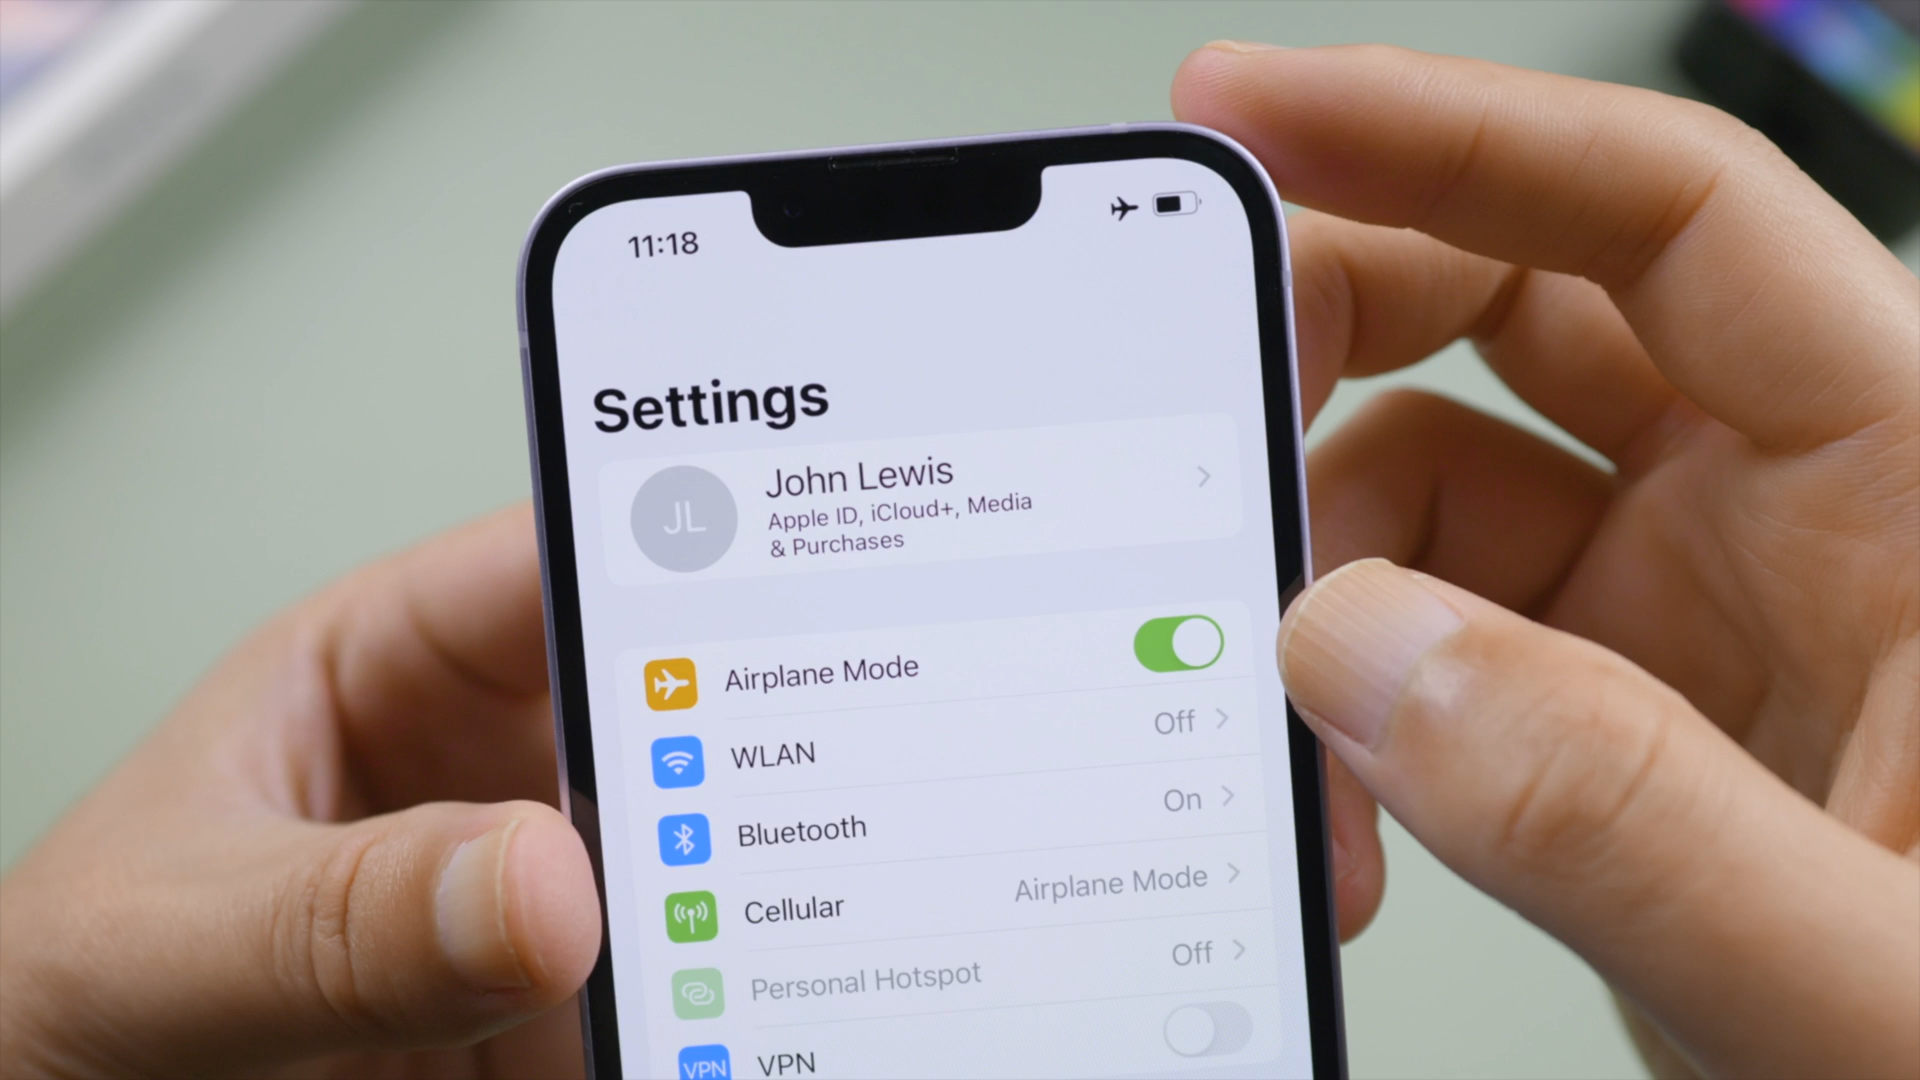 11:18
Settings
JL
John Lewis
Apple ID, iCloud+, Media
& Purchases
Airplane Mode
WLAN Off
Bluetooth On
Cellular Airplane Mode
Personal Hotspot Off
VPN VPN